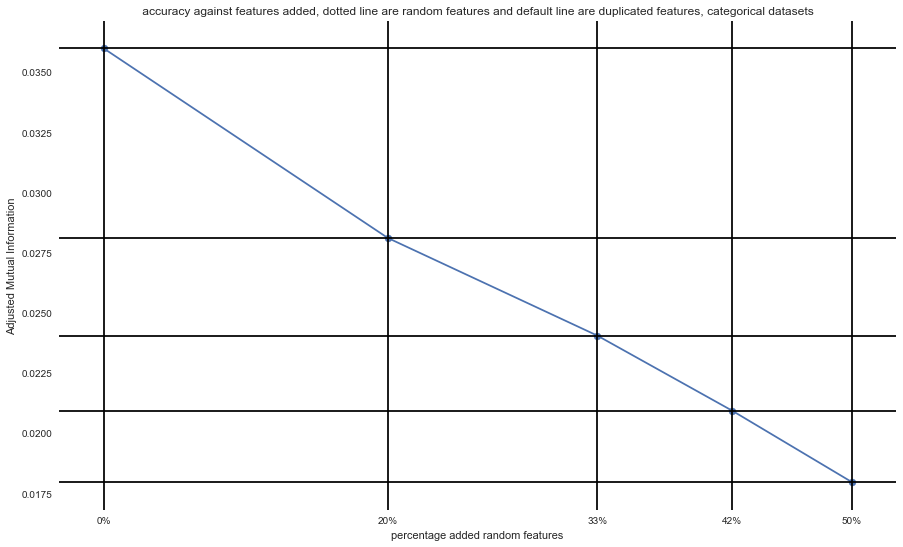 accuracy against features added, dotted line are random features and default line are duplicated features, categorical datasets
Adjusted Mutual Information
0.0350
0.0325
0.0300
0.0275
0.0250
0.0225
0.0200
0.0175
0% 20% 33% 42% 50%
percentage added random features